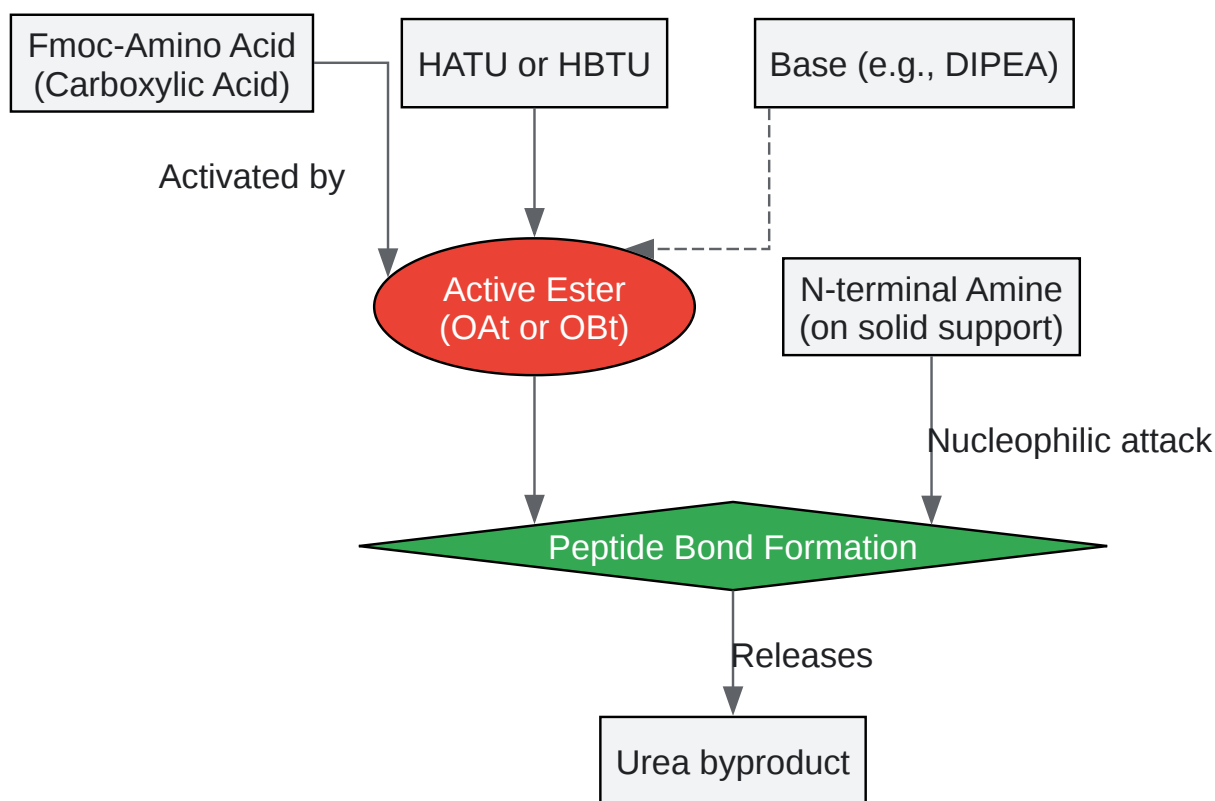 Fmoc-Amino Acid
(Carboxylic Acid)
HATU or HBTU
Base (e.g., DIPEA)
Activated by
Active Ester
(OAt or OBt)
N-terminal Amine
(on solid support)
Nucleophilic attack
Peptide Bond Formation
Releases
Urea byproduct